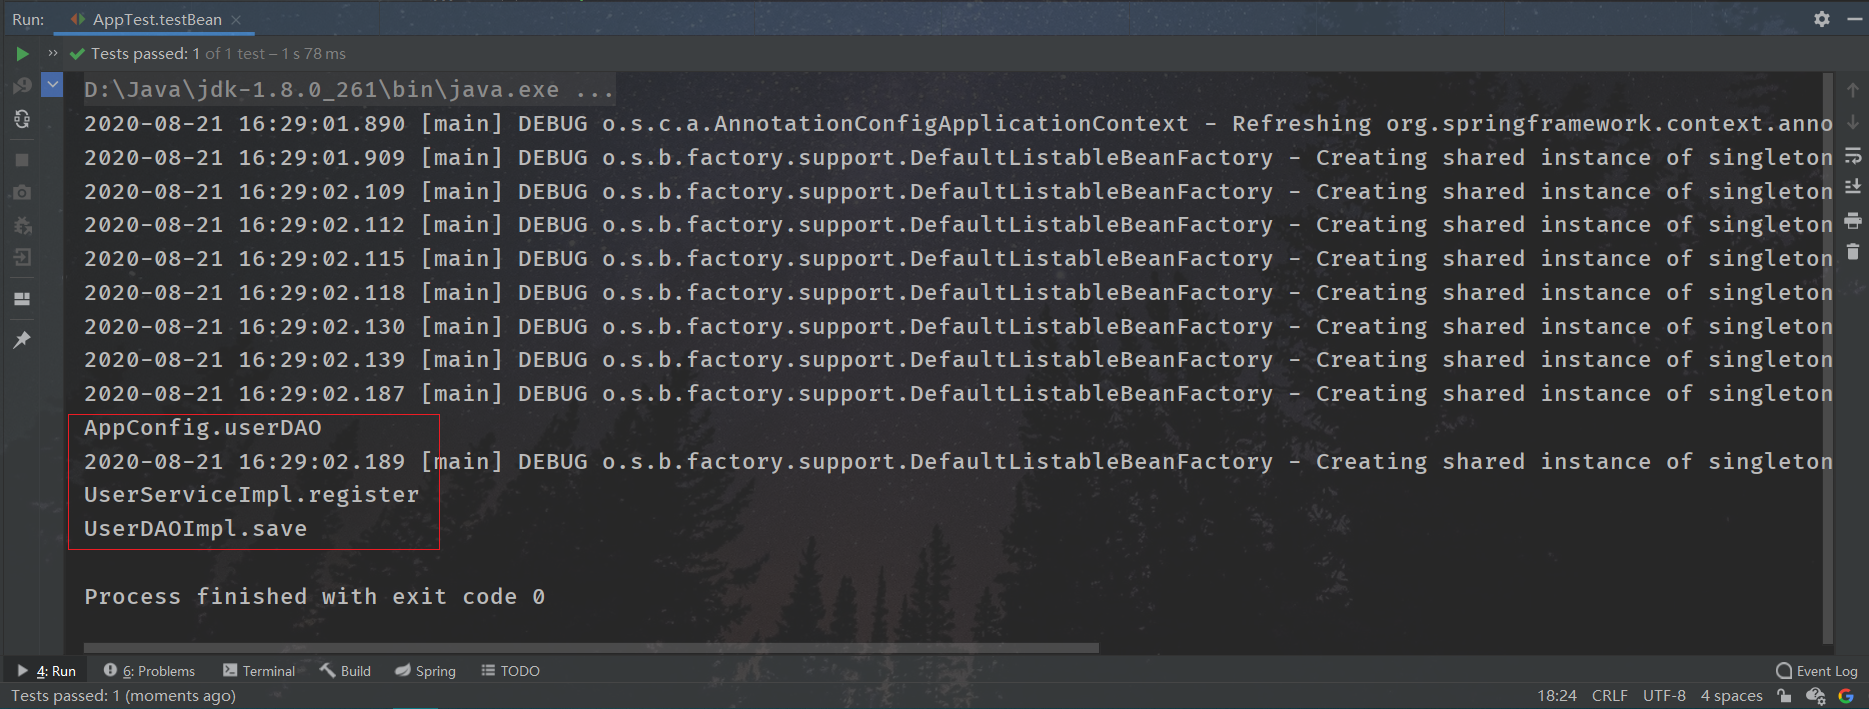 Run: AppTest.testBean ×
» Tests passed: 1 of 1 test – 1 s 78 ms
D:\Java\jdk-1.8.0_261\bin\java.exe ...
2020-08-21 16:29:01.890 [main] DEBUG o.s.c.a.AnnotationConfigApplicationContext - Refreshing org.springframework.context.anno
2020-08-21 16:29:01.909 [main] DEBUG o.s.b.factory.support.DefaultListableBeanFactory - Creating shared instance of singleton
2020-08-21 16:29:02.109 [main] DEBUG o.s.b.factory.support.DefaultListableBeanFactory - Creating shared instance of singleton
2020-08-21 16:29:02.112 [main] DEBUG o.s.b.factory.support.DefaultListableBeanFactory - Creating shared instance of singleton
2020-08-21 16:29:02.115 [main] DEBUG o.s.b.factory.support.DefaultListableBeanFactory - Creating shared instance of singleton
2020-08-21 16:29:02.118 [main] DEBUG o.s.b.factory.support.DefaultListableBeanFactory - Creating shared instance of singleton
2020-08-21 16:29:02.130 [main] DEBUG o.s.b.factory.support.DefaultListableBeanFactory - Creating shared instance of singleton
2020-08-21 16:29:02.139 [main] DEBUG o.s.b.factory.support.DefaultListableBeanFactory - Creating shared instance of singleton
2020-08-21 16:29:02.187 [main] DEBUG o.s.b.factory.support.DefaultListableBeanFactory - Creating shared instance of singleton
AppConfig.userDAO
2020-08-21 16:29:02.189 [main] DEBUG o.s.b.factory.support.DefaultListableBeanFactory - Creating shared instance of singleton
UserServiceImpl.register
UserDAOImpl.save
Process finished with exit code 0
4: Run 6: Problems Terminal Build Spring TODO Event Log
Tests passed: 1 (moments ago) 18:24 CRLF UTF-8 4 spaces